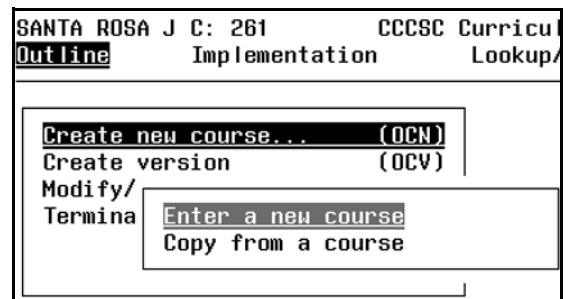 SANTA ROSA J C: 261 CCCSC Curricul
Outline Implementation Lookup/
Create new course... (OCN)
Create version (OCV)
Modify/
Termina
Enter a new course
Copy from a course